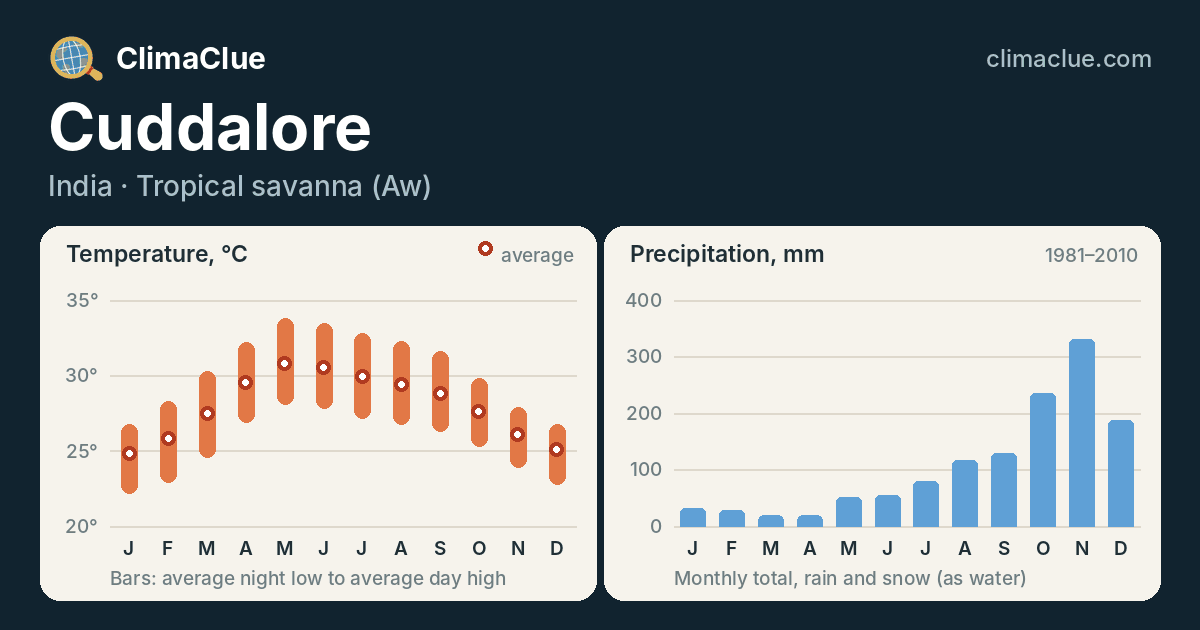 ClimaClue
climaclue.com
Cuddalore
India · Tropical savanna (Aw)
Temperature, °C
average
35°
30°
25°
20°
J F M A M J J A S O N D
Bars: average night low to average day high
Precipitation, mm
1981–2010
400
300
200
100
0
J F M A M J J A S O N D
Monthly total, rain and snow (as water)